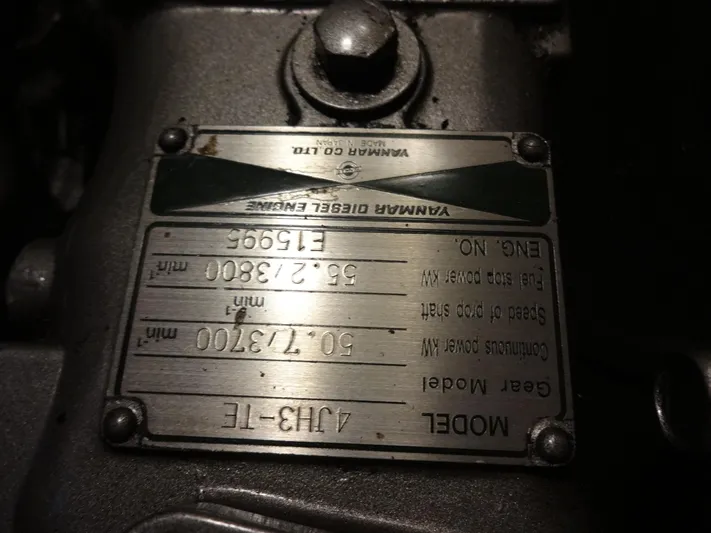 MODEL 4JH3-TE
Gear Model
Continuous power kW 50.7/3700 min-1
Speed of prop shaft min-1
Fuel stop power kW 55.2/3800 min-1
ENG. NO. E15995
YANMAR DIESEL ENGINE
YANMAR CO., LTD.
MADE IN JAPAN